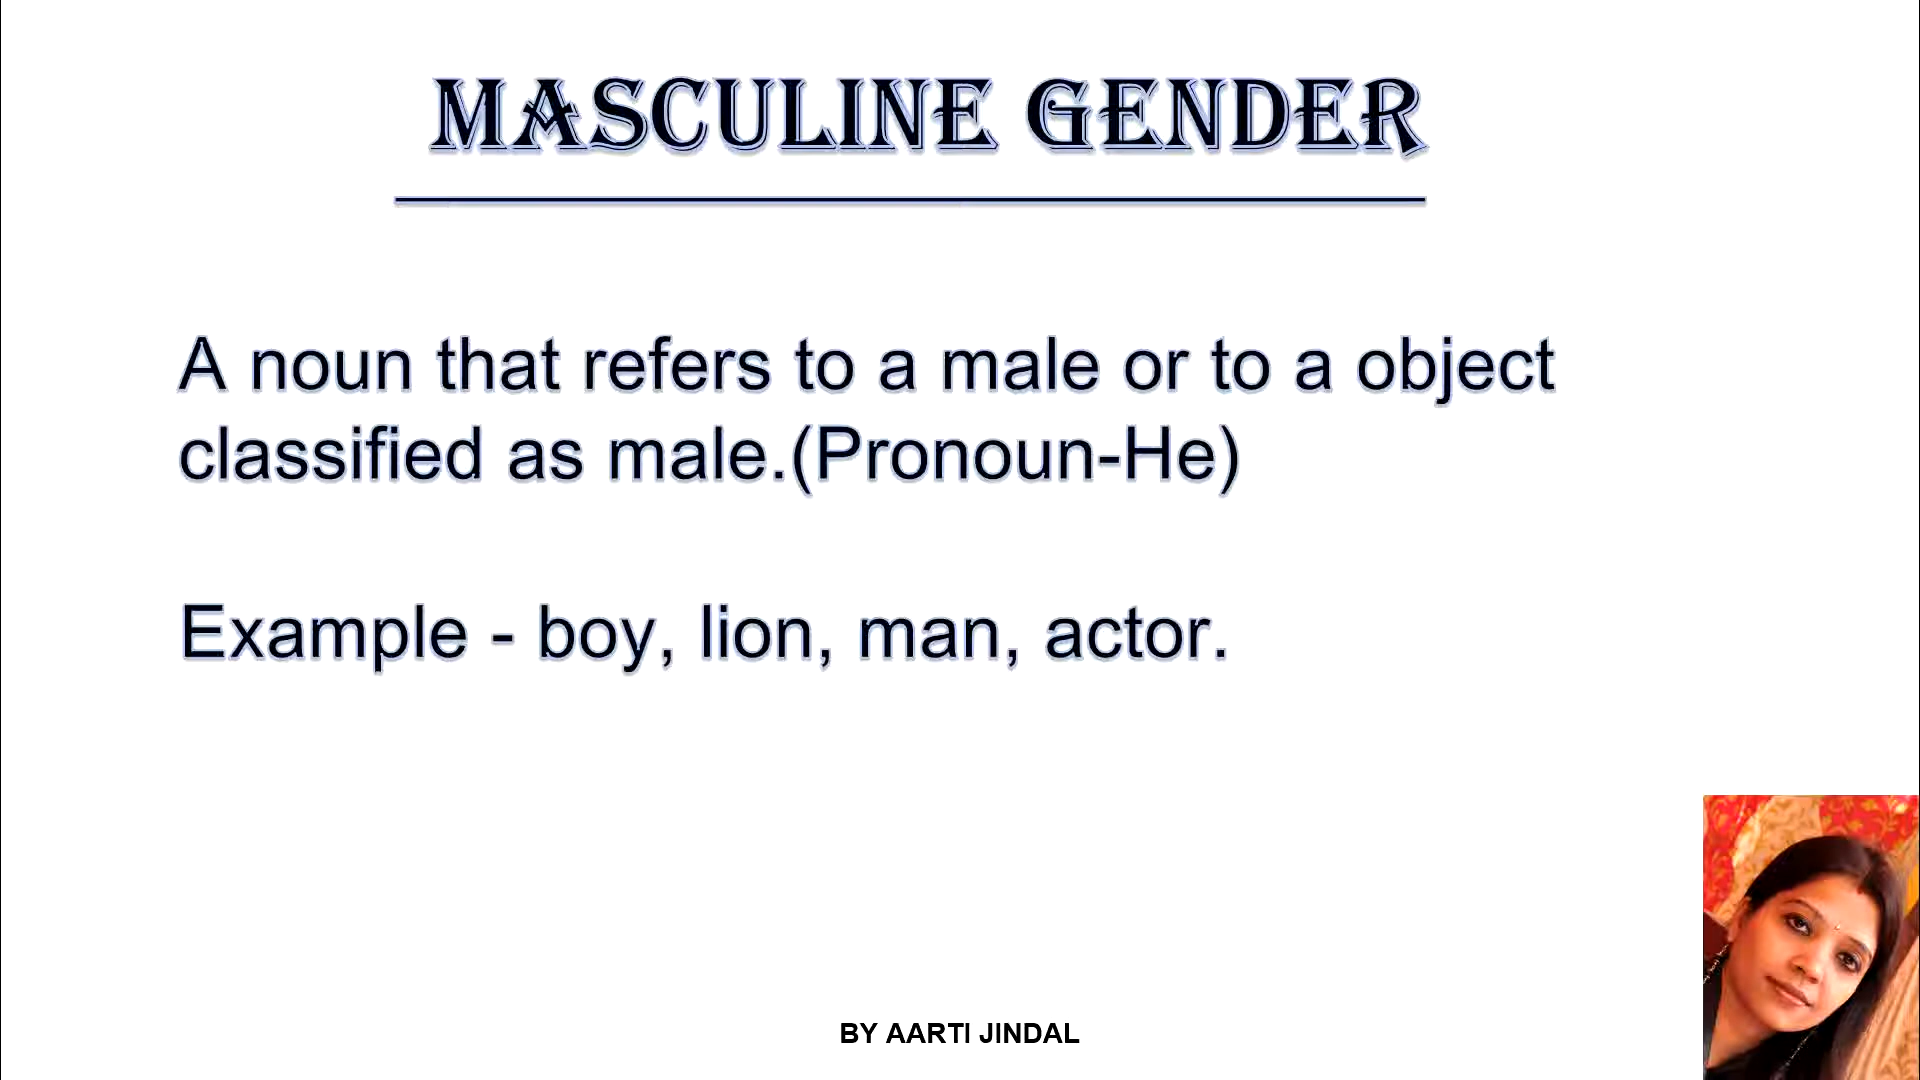 MASCULINE GENDER
A noun that refers to a male or to a object
classified as male.(Pronoun-He)
Example - boy, lion, man, actor.
BY AARTI JINDAL